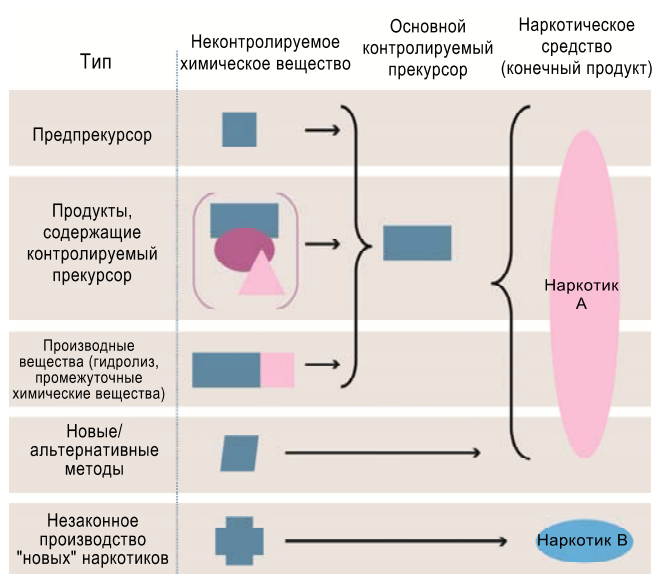 Тип
Неконтролируемое
химическое вещество
Основной
контролируемый
прекурсор
Наркотическое
средство
(конечный продукт)
Предпрекурсор
Продукты,
содержащие
контролируемый
прекурсор
Наркотик
А
Производные
вещества (гидролиз,
промежуточные
химические вещества)
Новые/
альтернативные
методы
Незаконное
производство
"новых" наркотиков
Наркотик В